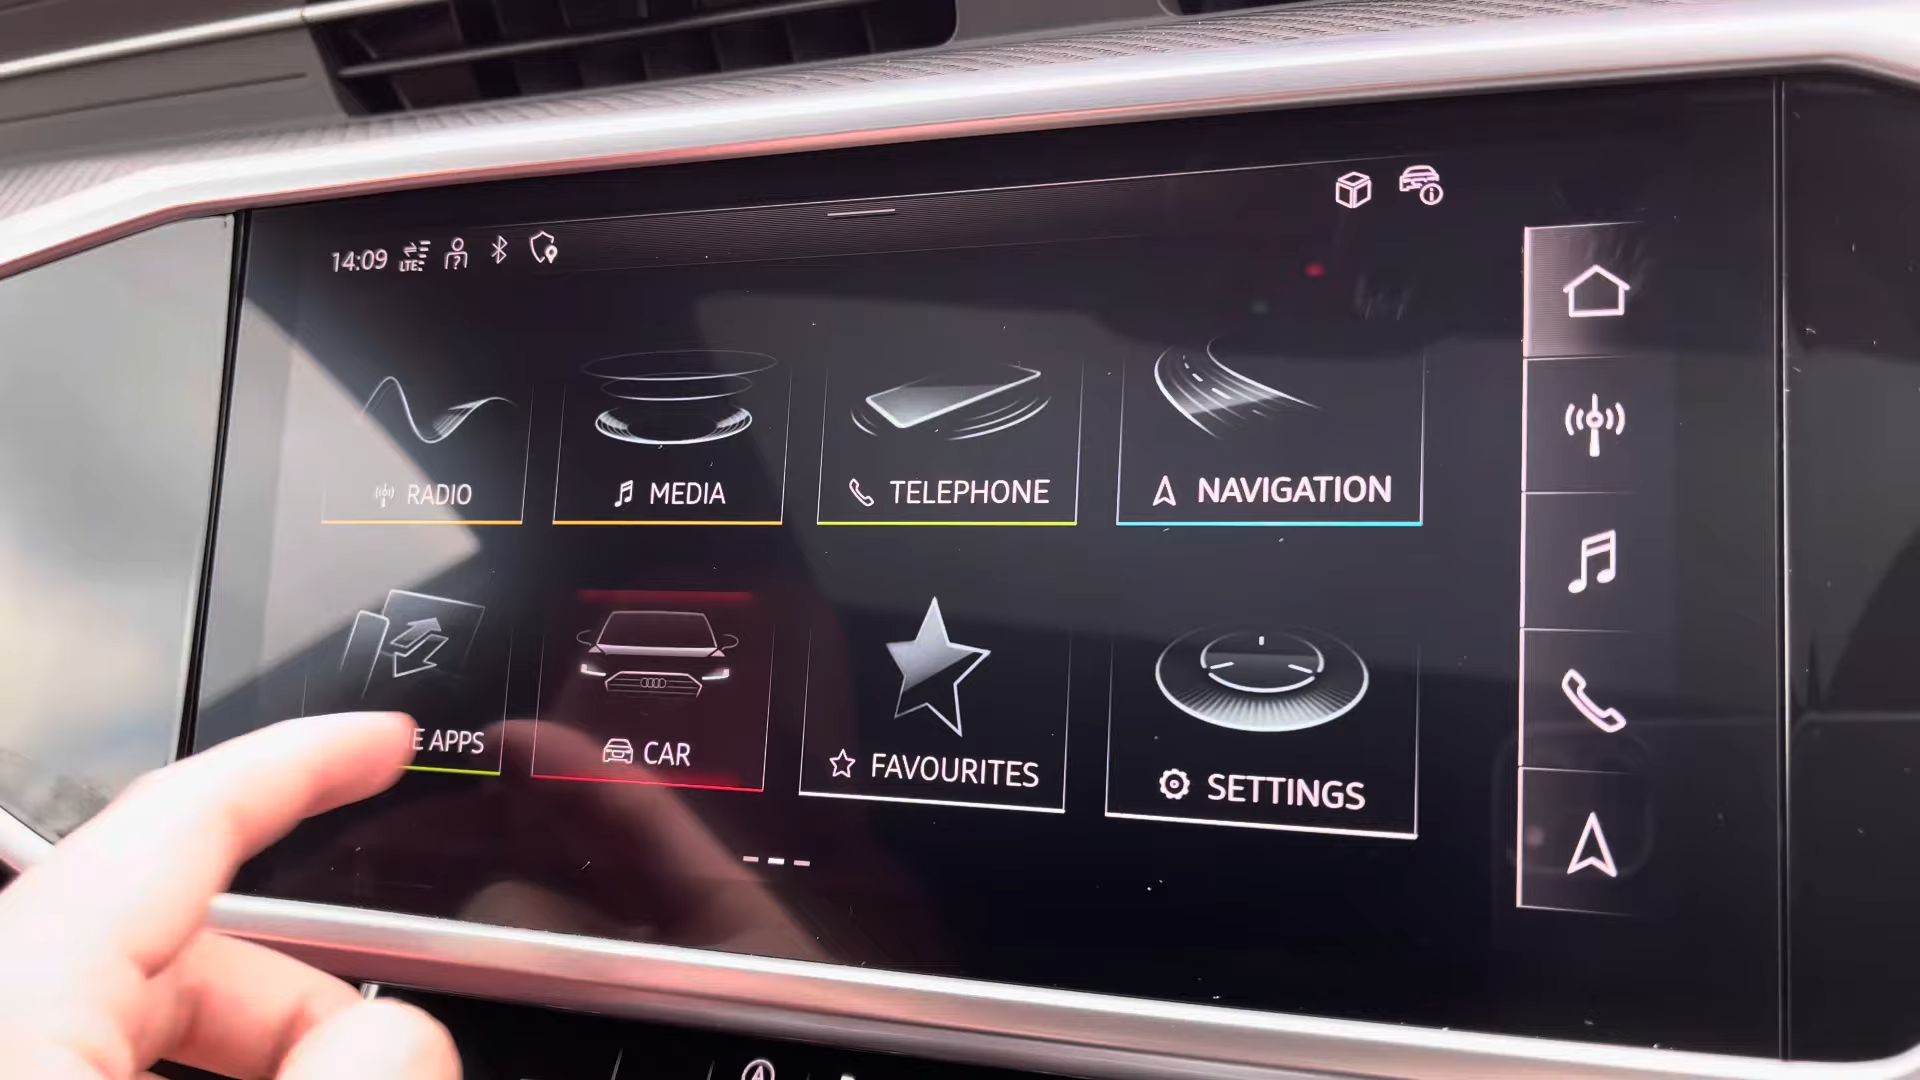 14:09 LTE
RADIO
MEDIA
TELEPHONE
NAVIGATION
E APPS
CAR
FAVOURITES
SETTINGS